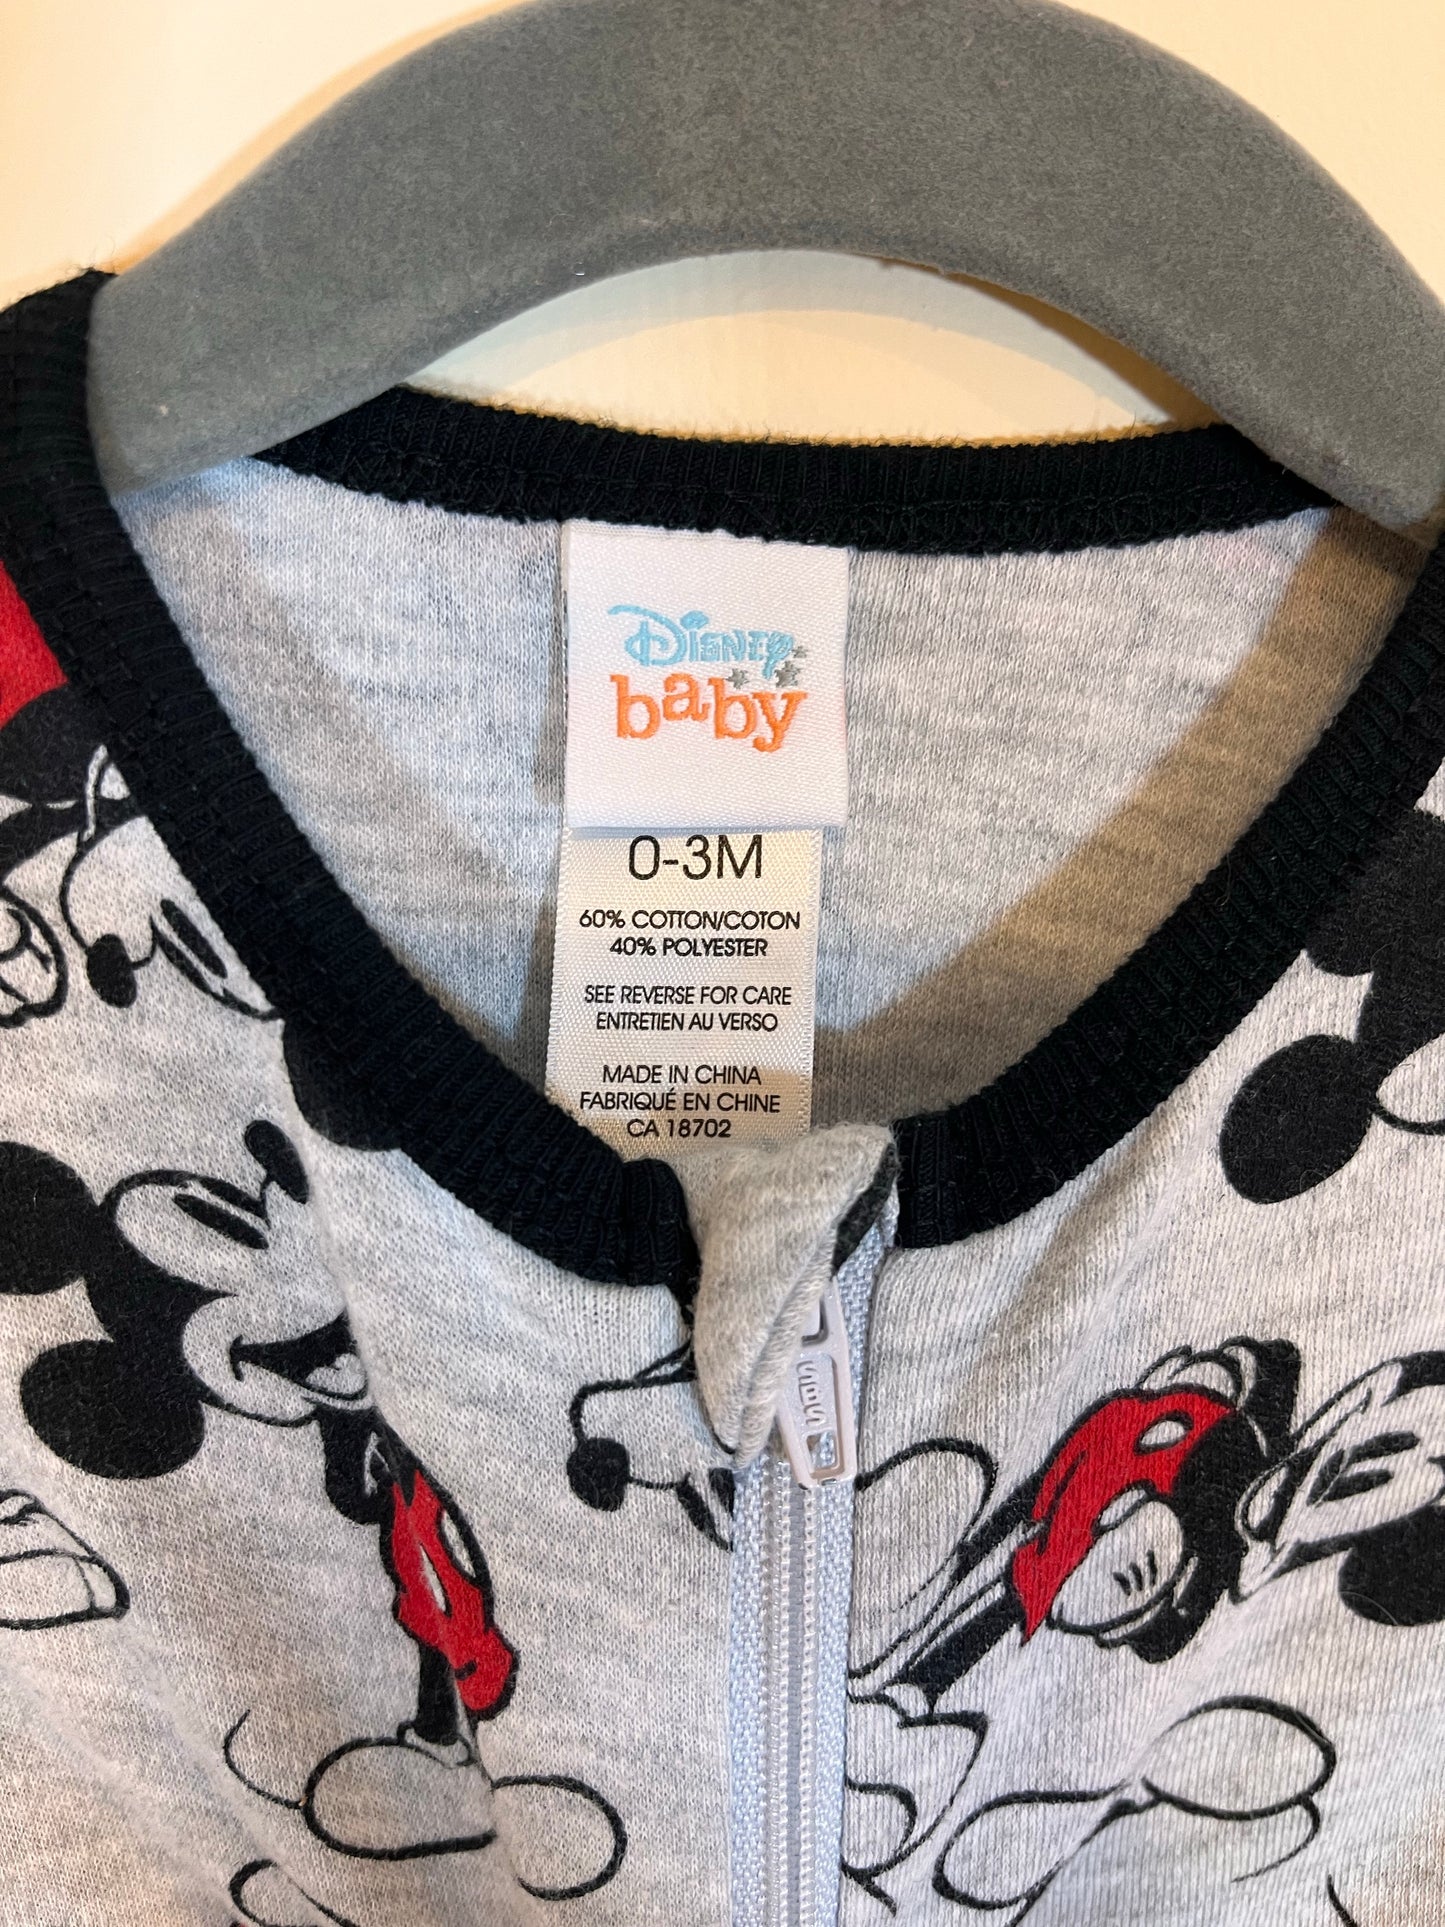 Disney
baby
0-3M
60% COTTON/COTON
40% POLYESTER
SEE REVERSE FOR CARE
ENTRETIEN AU VERSO
MADE IN CHINA
FABRIQUÉ EN CHINE
CA 18702
SBS